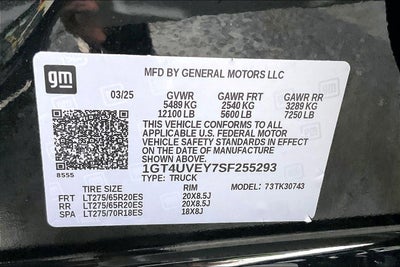 gm
MFD BY GENERAL MOTORS LLC
03/25 GVWR GAWR FRT GAWR RR
5489 KG 2540 KG 3289 KG
12100 LB 5600 LB 7250 LB
THIS VEHICLE CONFORMS TO ALL
APPLICABLE U.S. FEDERAL MOTOR
VEHICLE SAFETY STANDARDS IN EFFECT
ON THE DATE OF MANUFACTURE
SHOWN ABOVE.
1GT4UVEY7SF255293
8555 TYPE: TRUCK
TIRE SIZE RIM MODEL: 73TK30743
FRT LT275/65R20ES 20X8.5J
RR LT275/65R20ES 20X8.5J
SPA LT275/70R18ES 18X8J